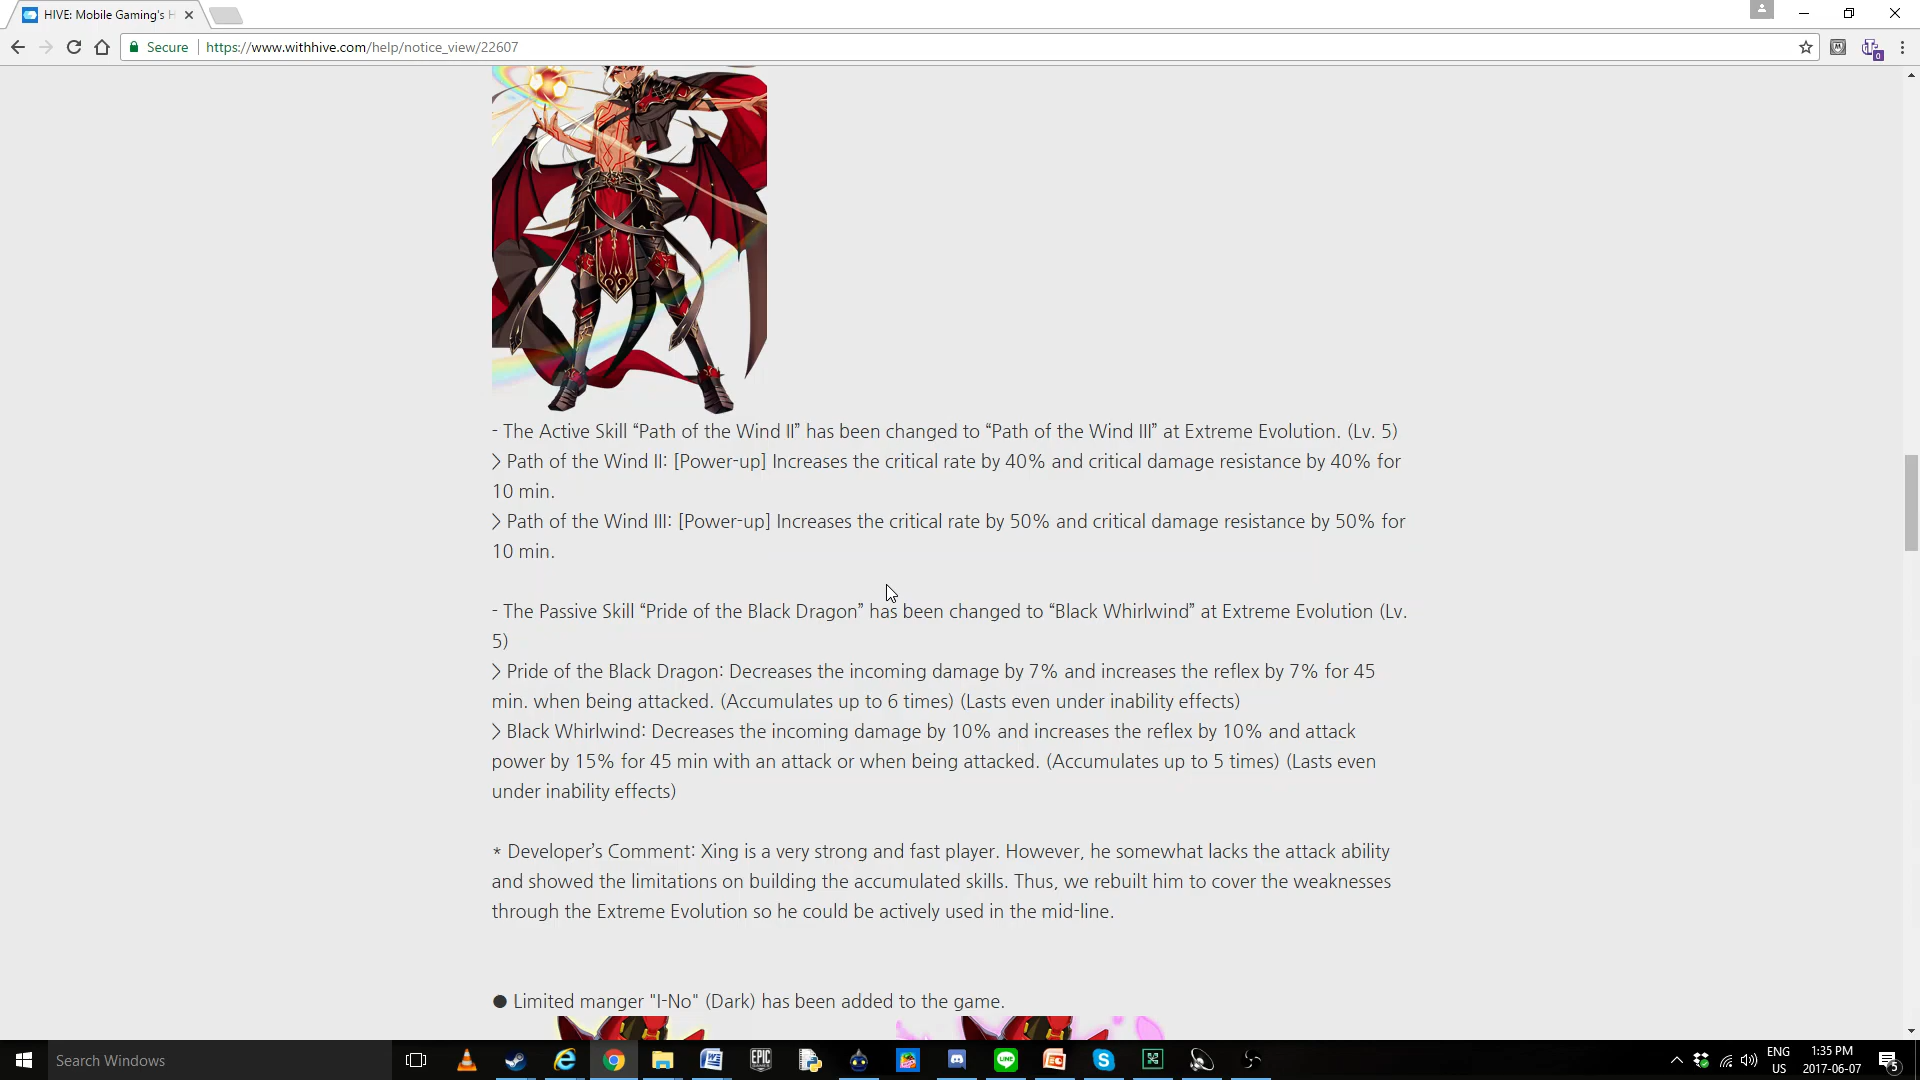 HIVE: Mobile Gaming's H
Secure
https://www.withhive.com/help/notice_view/22607
0
- The Active Skill “Path of the Wind II” has been changed to “Path of the Wind III” at Extreme Evolution. (Lv. 5)
> Path of the Wind II: [Power-up] Increases the critical rate by 40% and critical damage resistance by 40% for
10 min.
> Path of the Wind III: [Power-up] Increases the critical rate by 50% and critical damage resistance by 50% for
10 min.
- The Passive Skill “Pride of the Black Dragon” has been changed to “Black Whirlwind” at Extreme Evolution (Lv.
5)
> Pride of the Black Dragon: Decreases the incoming damage by 7% and increases the reflex by 7% for 45
min. when being attacked. (Accumulates up to 6 times) (Lasts even under inability effects)
> Black Whirlwind: Decreases the incoming damage by 10% and increases the reflex by 10% and attack
power by 15% for 45 min with an attack or when being attacked. (Accumulates up to 5 times) (Lasts even
under inability effects)
* Developer’s Comment: Xing is a very strong and fast player. However, he somewhat lacks the attack ability
and showed the limitations on building the accumulated skills. Thus, we rebuilt him to cover the weaknesses
through the Extreme Evolution so he could be actively used in the mid-line.
● Limited manger "I-No" (Dark) has been added to the game.
Search Windows
EPIC
LINE
ENG
US
1:35 PM
2017-06-07
5